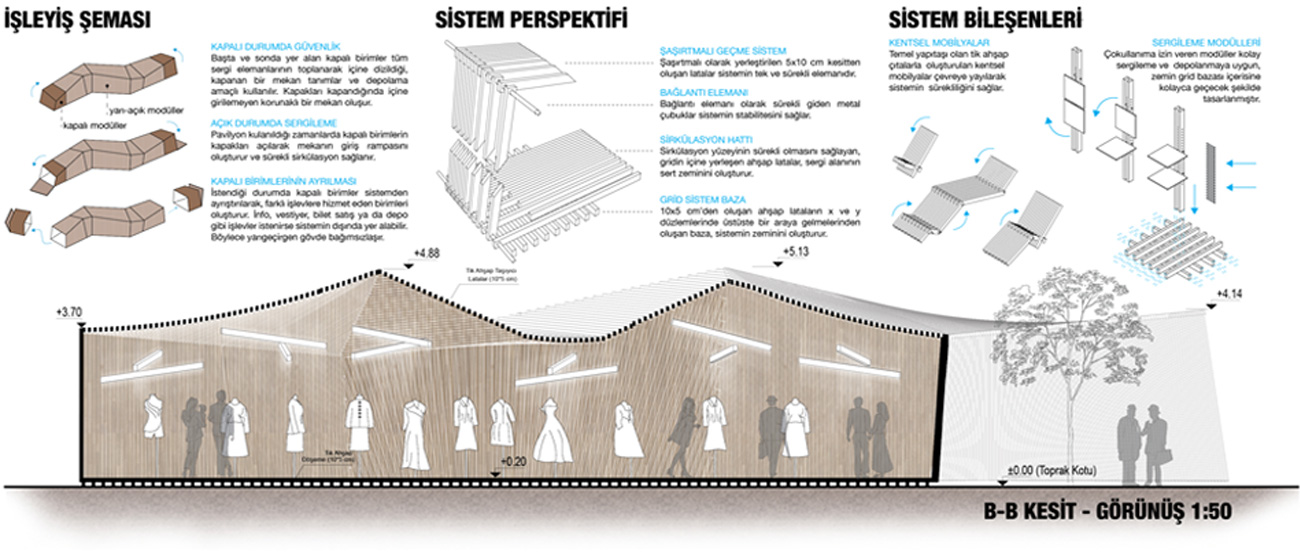 İŞLEYİŞ ŞEMASI
KAPALI DURUMDA GÜVENLİK
Başta ve sonda yer alan kapalı birimler tüm
sergi elemanlarının toplanarak içine dizildiği,
kapanan bir mekan tanımlar ve depolama
amaçlı kullanılır. Kapakları kapandığında içine
girilemeyen korunaklı bir mekan oluşur.
yarı-açık modüller
kapalı modüller
AÇIK DURUMDA SERGİLEME
Pavilyon kulanıldığı zamanlarda kapalı birimlerin
kapakları açılarak mekanın giriş rampasını
oluşturur ve sürekli sirkülasyon sağlanır.
KAPALI BİRİMLERİNİN AYRILMASI
İstendiği durumda kapalı birimler sistemden
ayrıştırılarak, farklı işlevlere hizmet eden birimleri
oluşturur. İnfo, vestiyer, bilet satış ya da depo
gibi işlevler istenirse sistemin dışında yer alabilir.
Böylece yarıgeçirgen gövde bağımsızlaşır.
SİSTEM PERSPEKTİFİ
ŞAŞIRTMALI GEÇME SİSTEM
Şaşırtmalı olarak yerleştirilen 5x10 cm kesitten
oluşan latalar sistemin tek ve sürekli elemanıdır.
BAĞLANTI ELEMANI
Bağlantı elemanı olarak sürekli giden metal
çubuklar sistemin stabilitesini sağlar.
SİRKÜLASYON HATTI
Sirkülasyon yüzeyinin sürekli olmasını sağlayan,
gridin içine yerleşen ahşap latalar, sergi alanının
sert zeminini oluşturur.
GRİD SİSTEM BAZA
10x5 cm'den oluşan ahşap lataların x ve y
düzlemlerinde üstüste bir araya gelmelerinden
oluşan baza, sistemin zeminini oluşturur.
SİSTEM BİLEŞENLERİ
KENTSEL MOBİLYALAR
Temel yapıtaşı olan tik ahşap
çıtalarla oluşturulan kentsel
mobilyalar çevreye yayılarak
sistemin sürekliliğini sağlar.
SERGİLEME MODÜLLERİ
Çokullanıma izin veren modüller kolay
sergileme ve depolanmaya uygun,
zemin grid bazası içerisine
kolayca geçecek şekilde
tasarlanmıştır.
+3.70
+4.88
Tik Ahşap Taşıyıcı
Latalar (10*5 cm)
+5.13
+4.14
Tik Ahşap
Döşeme (10*5 cm)
+0.20
±0.00 (Toprak Kotu)
B-B KESİT - GÖRÜNÜŞ 1:50